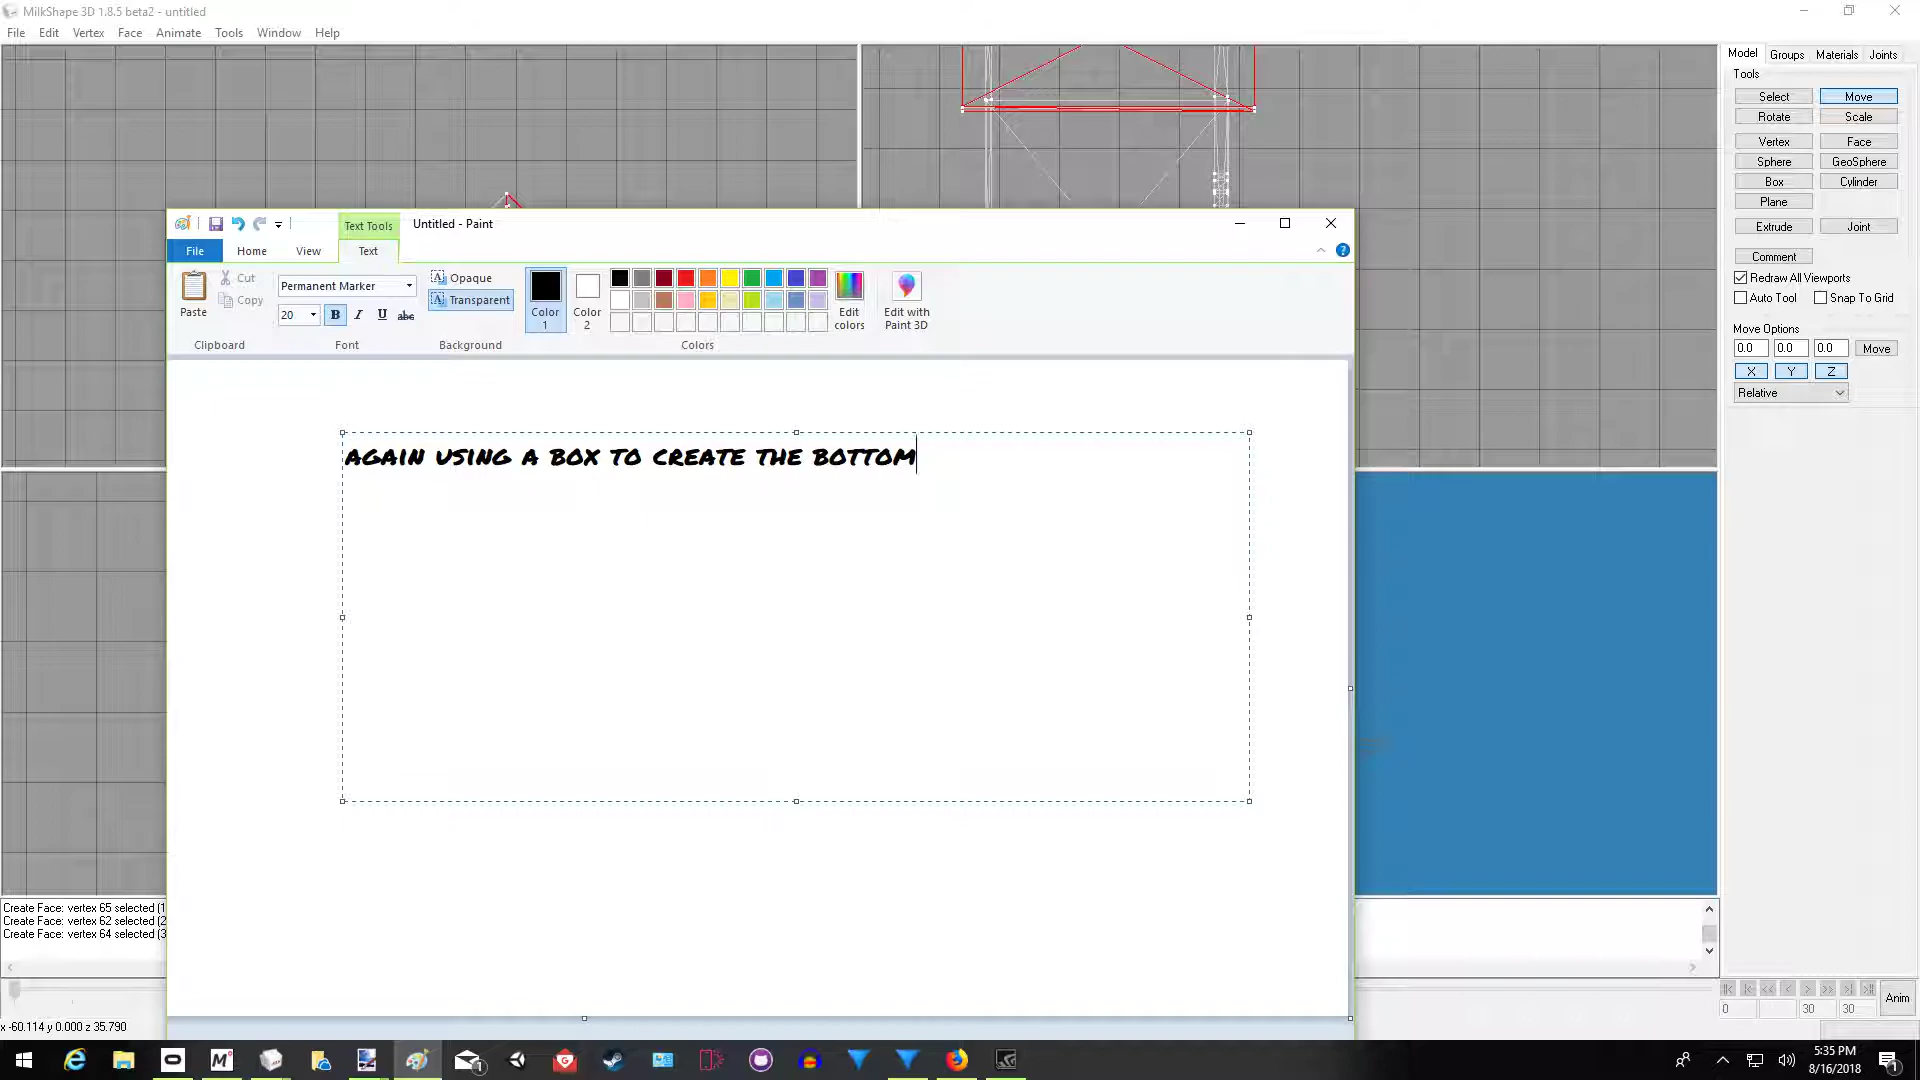 MilkShape 3D 1.8.5 beta2 - untitled
File Edit Vertex Face Animate Tools Window Help
Model Groups Materials Joints
Tools
Select Move
Rotate Scale
Vertex Face
Sphere GeoSphere
Box Cylinder
Plane
Extrude Joint
Comment
Redraw All Viewports
Auto Tool Snap To Grid
Move Options
0.0 0.0 0.0 Move
X Y Z
Relative
Text Tools Untitled - Paint
File Home View Text
Paste Cut Copy
Clipboard
Permanent Marker
20 B I U abc
Font
Opaque
Transparent
Background
Color 1 Color 2
Edit colors
Colors
Edit with Paint 3D
AGAIN USING A BOX TO CREATE THE BOTTOM
Create Face: vertex 65 selected (1
Create Face: vertex 62 selected (2
Create Face: vertex 64 selected (3
0 30 30 Anim
x -60.114 y 0.000 z 35.790
5:35 PM
8/16/2018